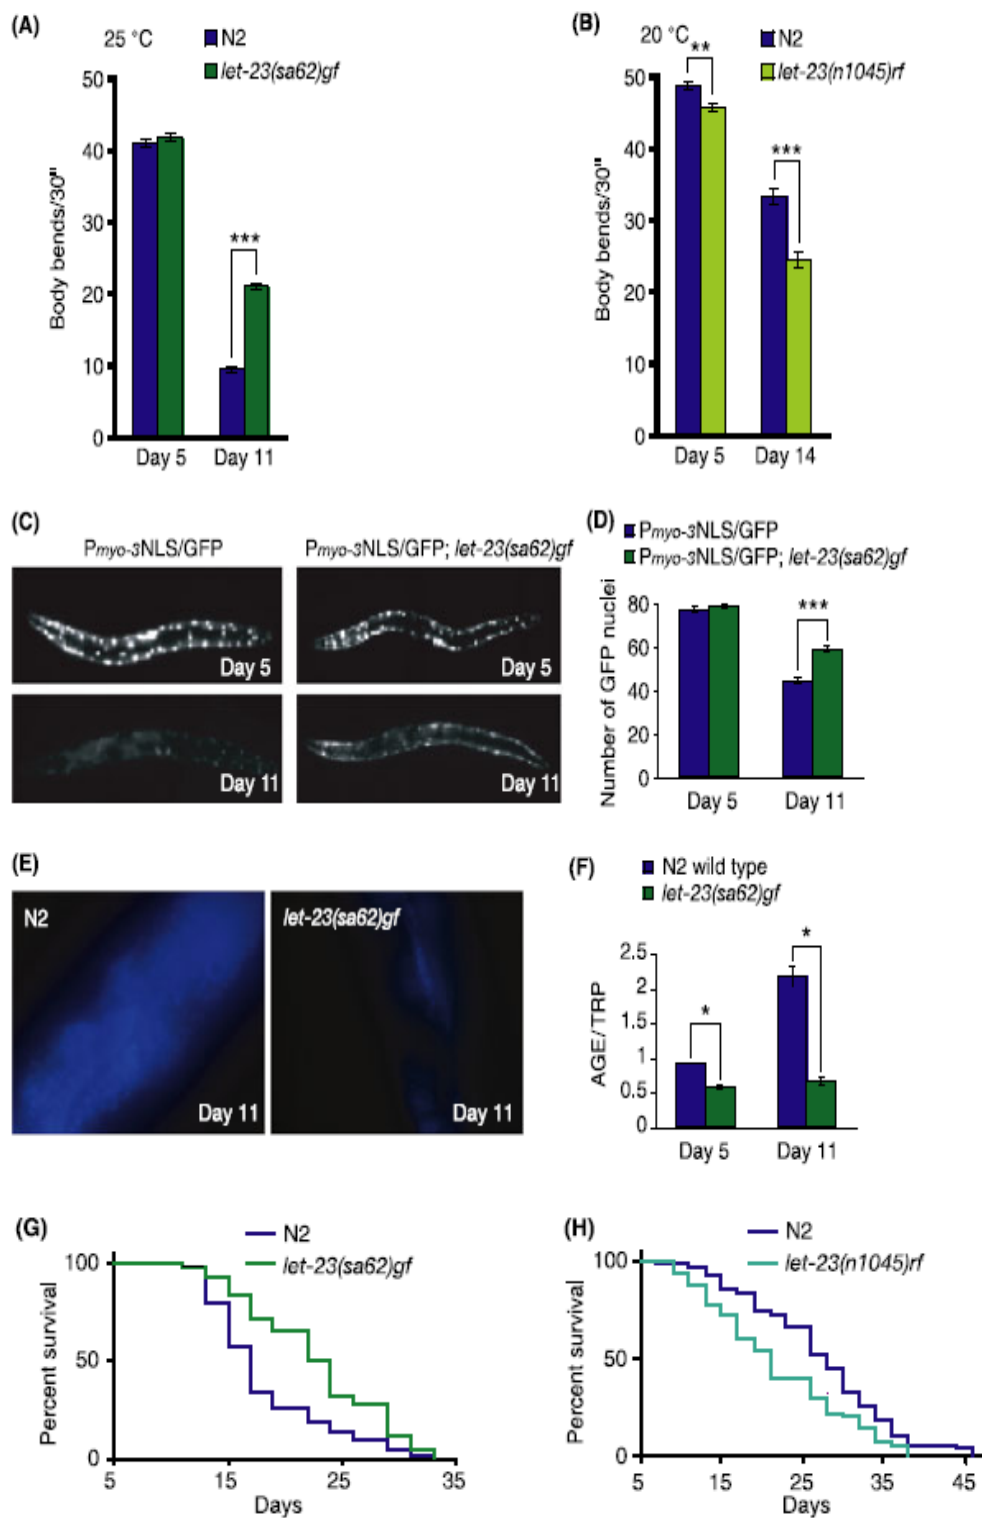 (A)
25 °C
N2
let-23(sa62)gf
Body bends/30"
50
40
30
20
10
0
***
Day 5
Day 11
(B)
20 °C
N2
let-23(n1045)rf
Body bends/30"
50
40
30
20
10
0
**
***
Day 5
Day 14
(C)
Pmyo-3NLS/GFP
Pmyo-3NLS/GFP; let-23(sa62)gf
Day 5
Day 5
Day 11
Day 11
(D)
Pmyo-3NLS/GFP
Pmyo-3NLS/GFP; let-23(sa62)gf
Number of GFP nuclei
80
60
40
20
0
***
Day 5
Day 11
(E)
N2
Day 11
let-23(sa62)gf
Day 11
(F)
N2 wild type
let-23(sa62)gf
AGE/TRP
2.5
2
1.5
1
0.5
0
*
*
Day 5
Day 11
(G)
N2
let-23(sa62)gf
Percent survival
100
50
0
5
15
25
35
Days
(H)
N2
let-23(n1045)rf
Percent survival
100
50
0
5
15
25
35
45
Days